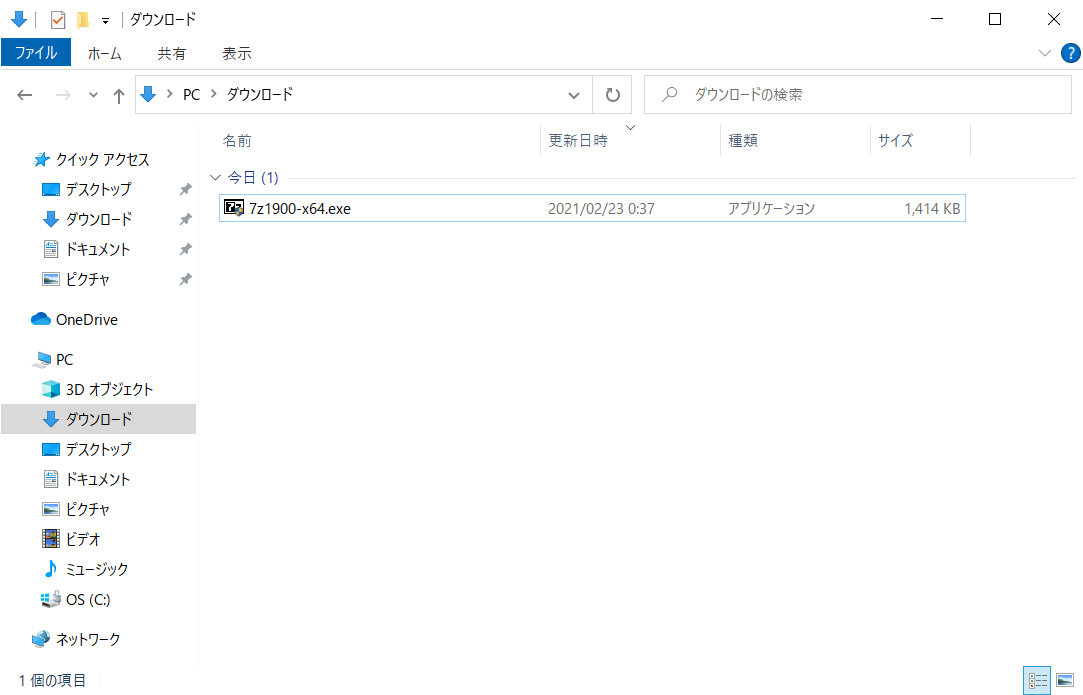 ダウンロード
ファイル ホーム 共有 表示
PC ダウンロード ダウンロードの検索
名前 更新日時 種類 サイズ
今日 (1)
7z1900-x64.exe 2021/02/23 0:37 アプリケーション 1,414 KB
クイック アクセス
デスクトップ
ダウンロード
ドキュメント
ピクチャ
OneDrive
PC
3D オブジェクト
ダウンロード
デスクトップ
ドキュメント
ピクチャ
ビデオ
ミュージック
OS (C:)
ネットワーク
1 個の項目